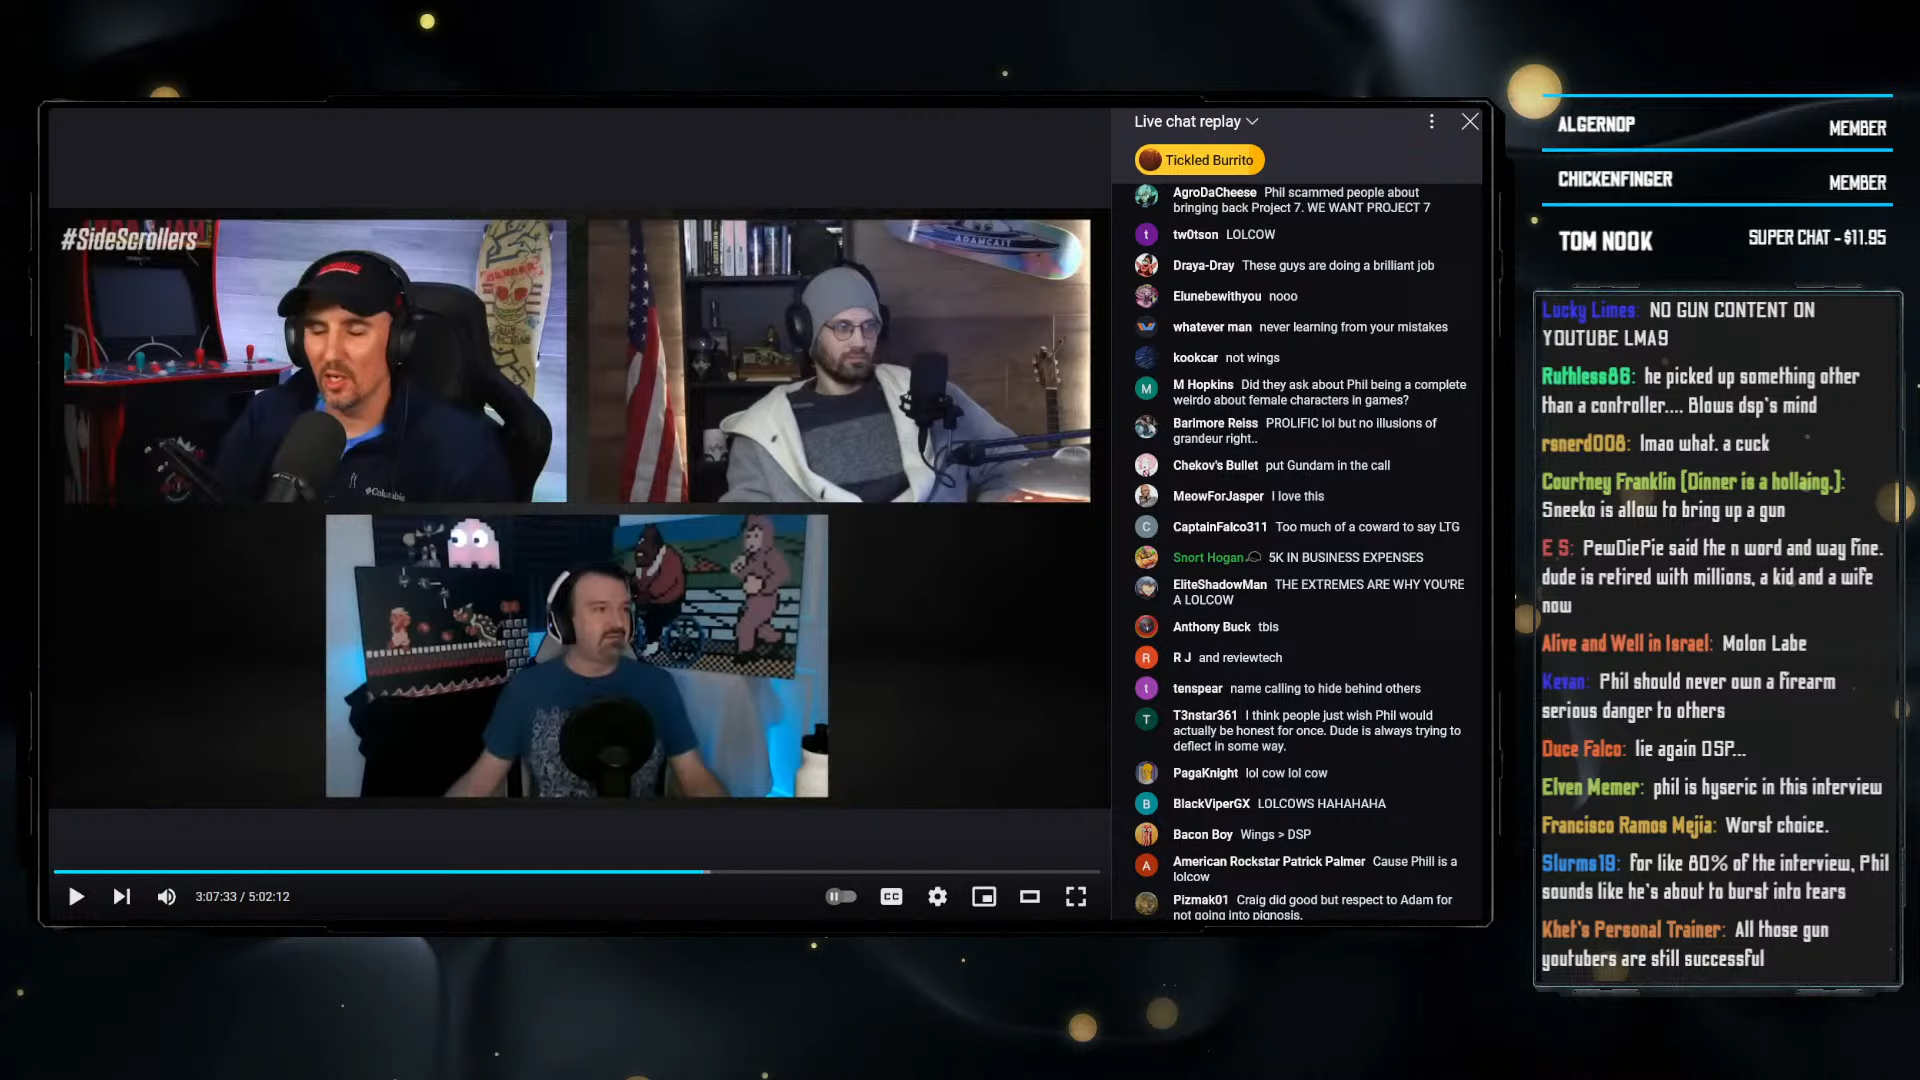 #SideScrollers
ADAMCAST
Columbia
3:07:33 / 5:02:12
CC
Live chat replay
Tickled Burrito
AgroDaCheese Phil scammed people about
bringing back Project 7. WE WANT PROJECT 7
t tw0tson LOLCOW
Draya-Dray These guys are doing a brilliant job
Elunebewithyou nooo
whatever man never learning from your mistakes
kookcar not wings
M M Hopkins Did they ask about Phil being a complete
weirdo about female characters in games?
Barimore Reiss PROLIFIC lol but no illusions of
grendeur right..
Chekov's Bullet put Gundam in the call
MeowForJasper I love this
C CaptainFalco311 Too much of a coward to say LTG
Snort Hogan 5K IN BUSINESS EXPENSES
EliteShadowMan THE EXTREMES ARE WHY YOU'RE
A LOLCOW
Anthony Buck tbis
R R J and reviewtech
t tenspear name calling to hide behind others
T T3nstar361 I think people just wish Phil would
actually be honest for once. Dude is always trying to
deflect in some way.
PagaKnight lol cow lol cow
B BlackViperGX LOLCOWS HAHAHAHA
Bacon Boy Wings > DSP
A American Rockstar Patrick Palmer Cause Phill is a
lolcow
Pizmak01 Craig did good but respect to Adam for
not going into pignosis.
ALGERNOP MEMBER
CHICKENFINGER MEMBER
TOM NOOK SUPER CHAT - $11.95
Lucky Limes: NO GUN CONTENT ON
YOUTUBE LMA9
Ruthless86: he picked up something other
than a controller.... Blows dsp's mind
rsnerd008: lmao what. a cuck
Courtney Franklin [Dinner is a hollaing.]:
Sneeko is allow to bring up a gun
E S: PewDiePie said the n word and way fine.
dude is retired with millions, a kid and a wife
now
Alive and Well in Israel: Molon Labe
Kevan: Phil should never own a firearm
serious danger to others
Duce Falco: lie again DSP...
Elven Memer: phil is hyseric in this interview
Francisco Ramos Mejia: Worst choice.
Slurms19: for like 80% of the interview, Phil
sounds like he's about to burst into tears
Khet's Personal Trainer: All those gun
youtubers are still successful